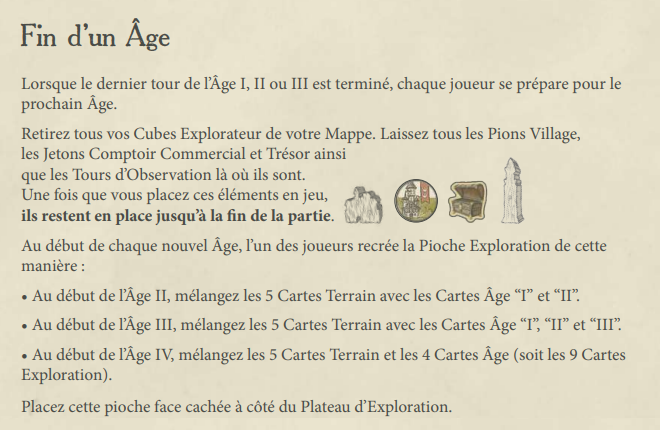 Fin d'un Âge
Lorsque le dernier tour de l'Âge I, II ou III est terminé, chaque joueur se prépare pour le
prochain Âge.
Retirez tous vos Cubes Explorateur de votre Mappe. Laissez tous les Pions Village,
les Jetons Comptoir Commercial et Trésor ainsi
que les Tours d'Observation là où ils sont.
Une fois que vous placez ces éléments en jeu,
ils restent en place jusqu'à la fin de la partie.
Au début de chaque nouvel Âge, l'un des joueurs recrée la Pioche Exploration de cette
manière :
• Au début de l'Âge II, mélangez les 5 Cartes Terrain avec les Cartes Âge “I” et “II”.
• Au début de l'Âge III, mélangez les 5 Cartes Terrain avec les Cartes Âge “I”, “II” et “III”.
• Au début de l'Âge IV, mélangez les 5 Cartes Terrain et les 4 Cartes Âge (soit les 9 Cartes
Exploration).
Placez cette pioche face cachée à côté du Plateau d'Exploration.